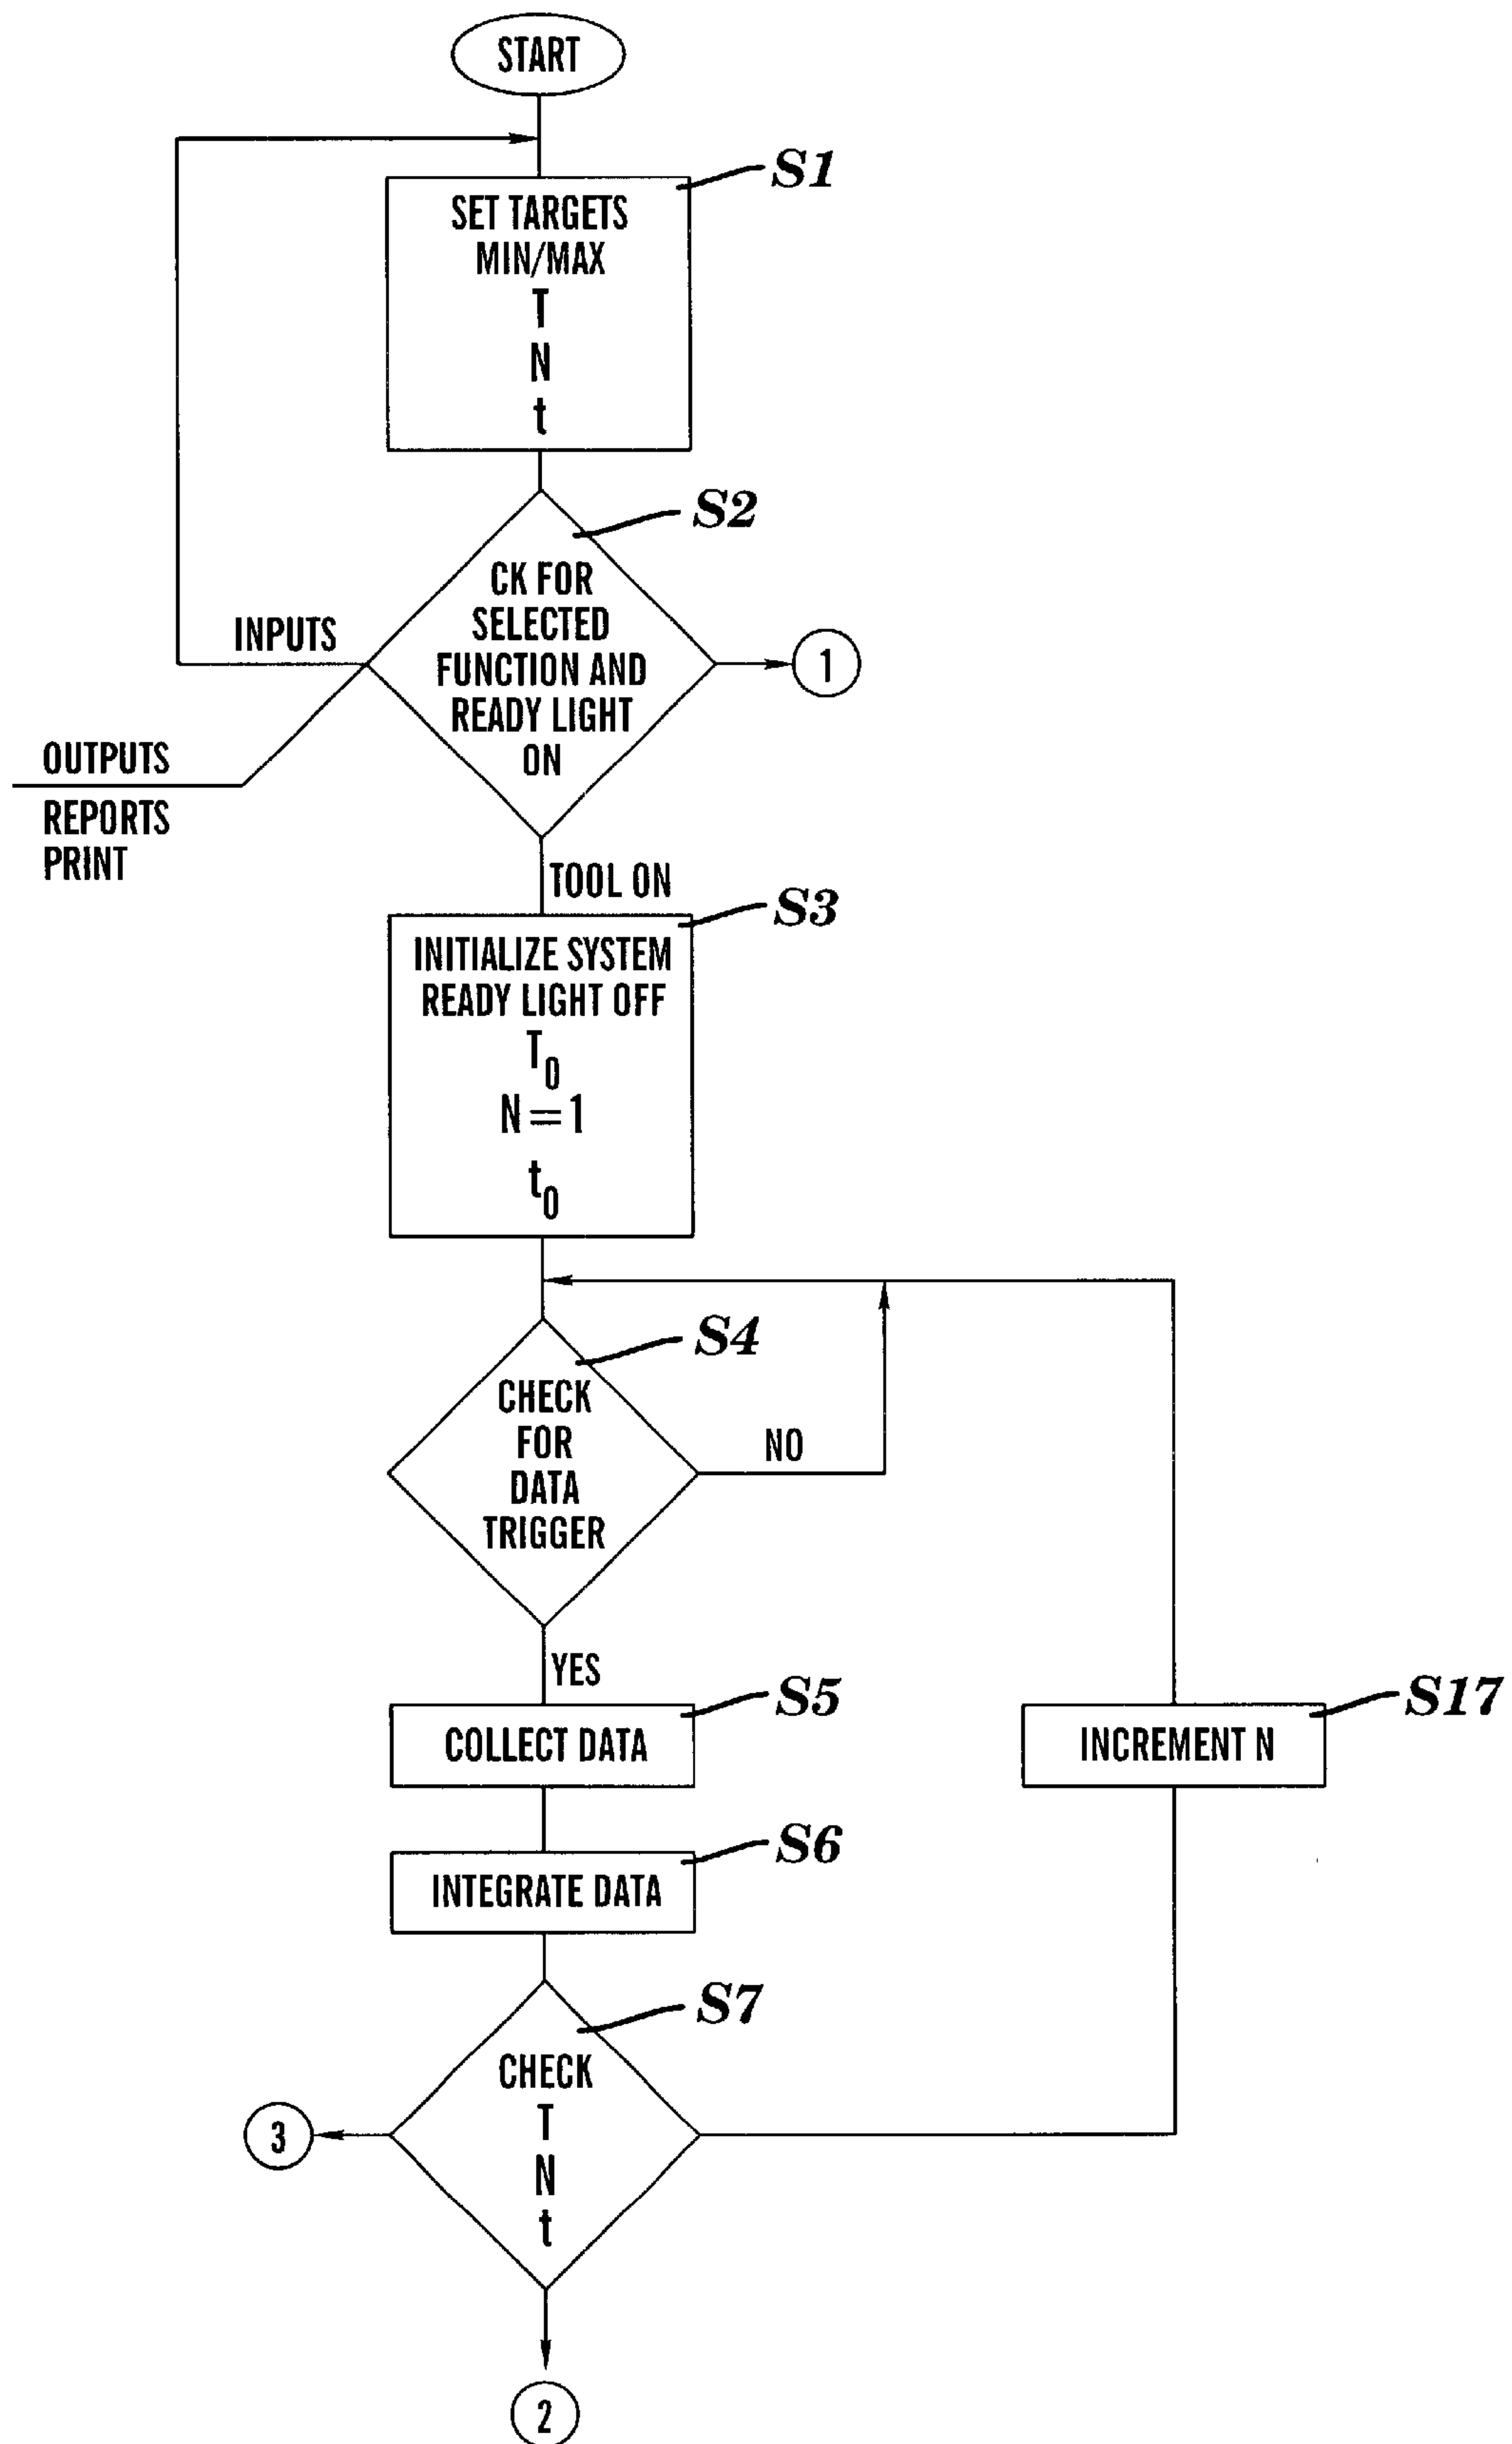 START
S1
SET TARGETS
MIN/MAX
T
N
t
S2
CK FOR
SELECTED
FUNCTION AND
READY LIGHT
ON
INPUTS
1
OUTPUTS
REPORTS
PRINT
TOOL ON
S3
INITIALIZE SYSTEM
READY LIGHT OFF
T0
N=1
t0
S4
CHECK
FOR
DATA
TRIGGER
NO
YES
S5
COLLECT DATA
S17
INCREMENT N
S6
INTEGRATE DATA
S7
CHECK
T
N
t
3
2